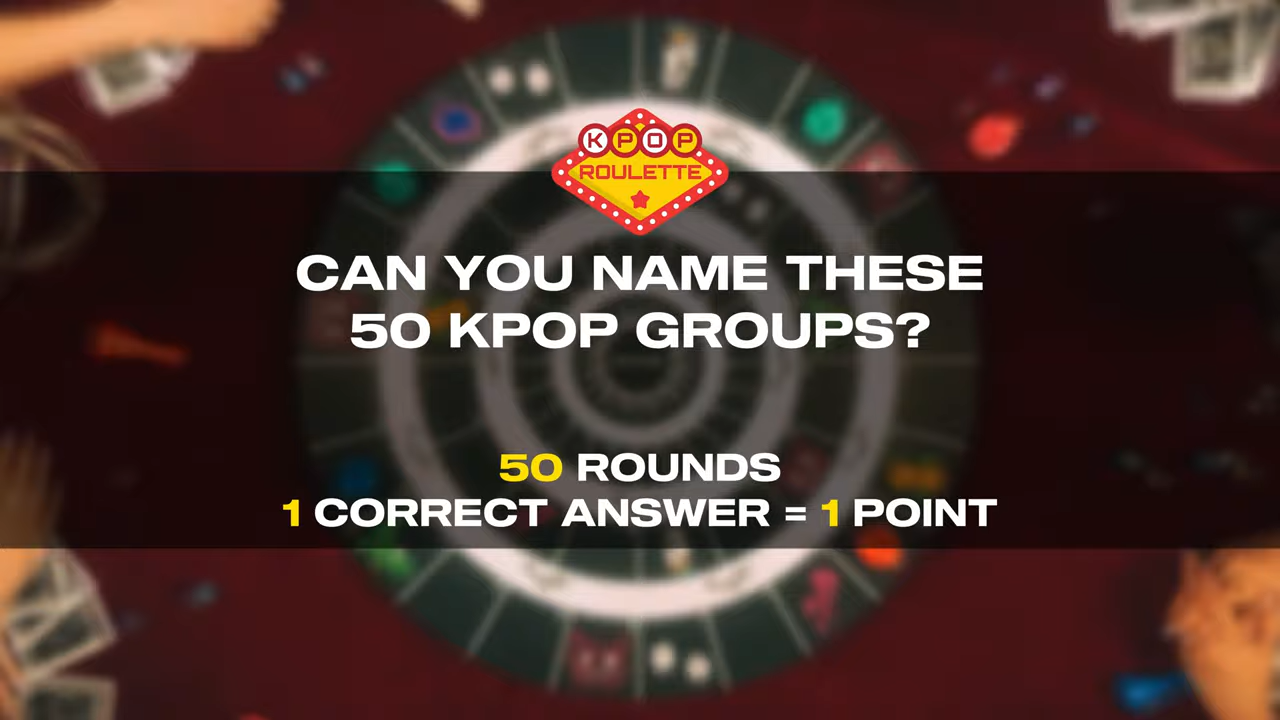 KPOP
ROULETTE
CAN YOU NAME THESE
50 KPOP GROUPS?
50 ROUNDS
1 CORRECT ANSWER = 1 POINT